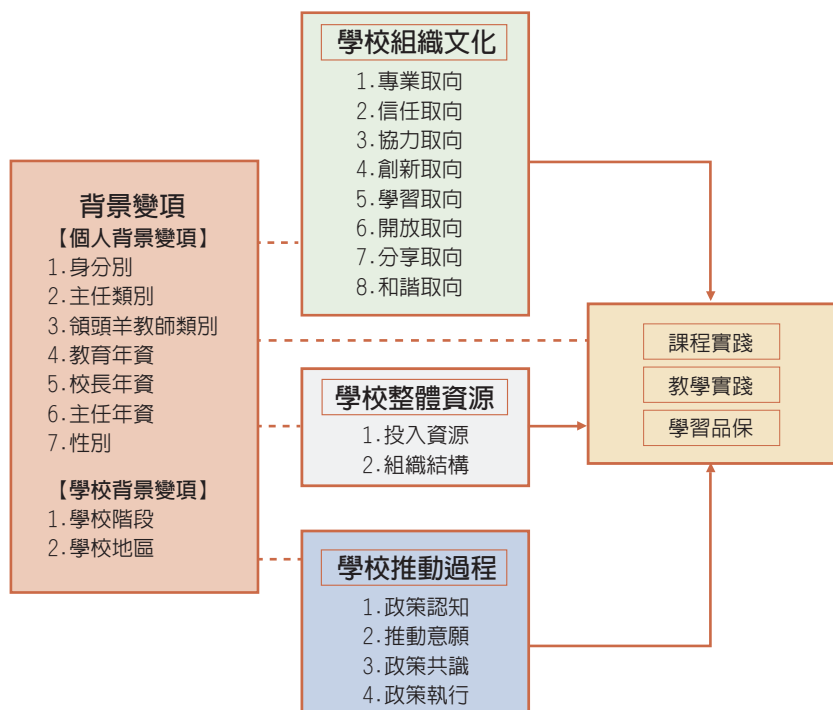 學校組織文化
1.專業取向
2.信任取向
3.協力取向
4.創新取向
5.學習取向
6.開放取向
7.分享取向
8.和諧取向
背景變項
【個人背景變項】
1.身分別
2.主任類別
3.領頭羊教師類別
4.教育年資
5.校長年資
6.主任年資
7.性別
【學校背景變項】
1.學校階段
2.學校地區
學校整體資源
1.投入資源
2.組織結構
學校推動過程
1.政策認知
2.推動意願
3.政策共識
4.政策執行
課程實踐
教學實踐
學習品保